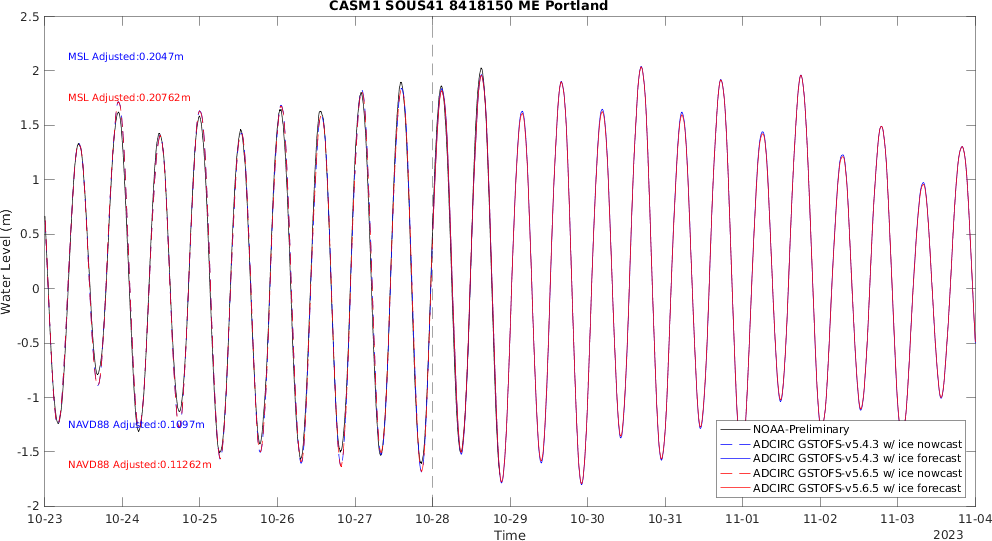 CASM1 SOUS41 8418150 ME Portland
2.5
2
1.5
1
0.5
0
-0.5
-1
-1.5
-2
Water Level (m)
MSL Adjusted:0.2047m
MSL Adjusted:0.20762m
NAVD88 Adjusted:0.1097m
NAVD88 Adjusted:0.11262m
NOAA-Preliminary
ADCIRC GSTOFS-v5.4.3 w/ ice nowcast
ADCIRC GSTOFS-v5.4.3 w/ ice forecast
ADCIRC GSTOFS-v5.6.5 w/ ice nowcast
ADCIRC GSTOFS-v5.6.5 w/ ice forecast
10-23 10-24 10-25 10-26 10-27 10-28 10-29 10-30 10-31 11-01 11-02 11-03 11-04
Time
2023